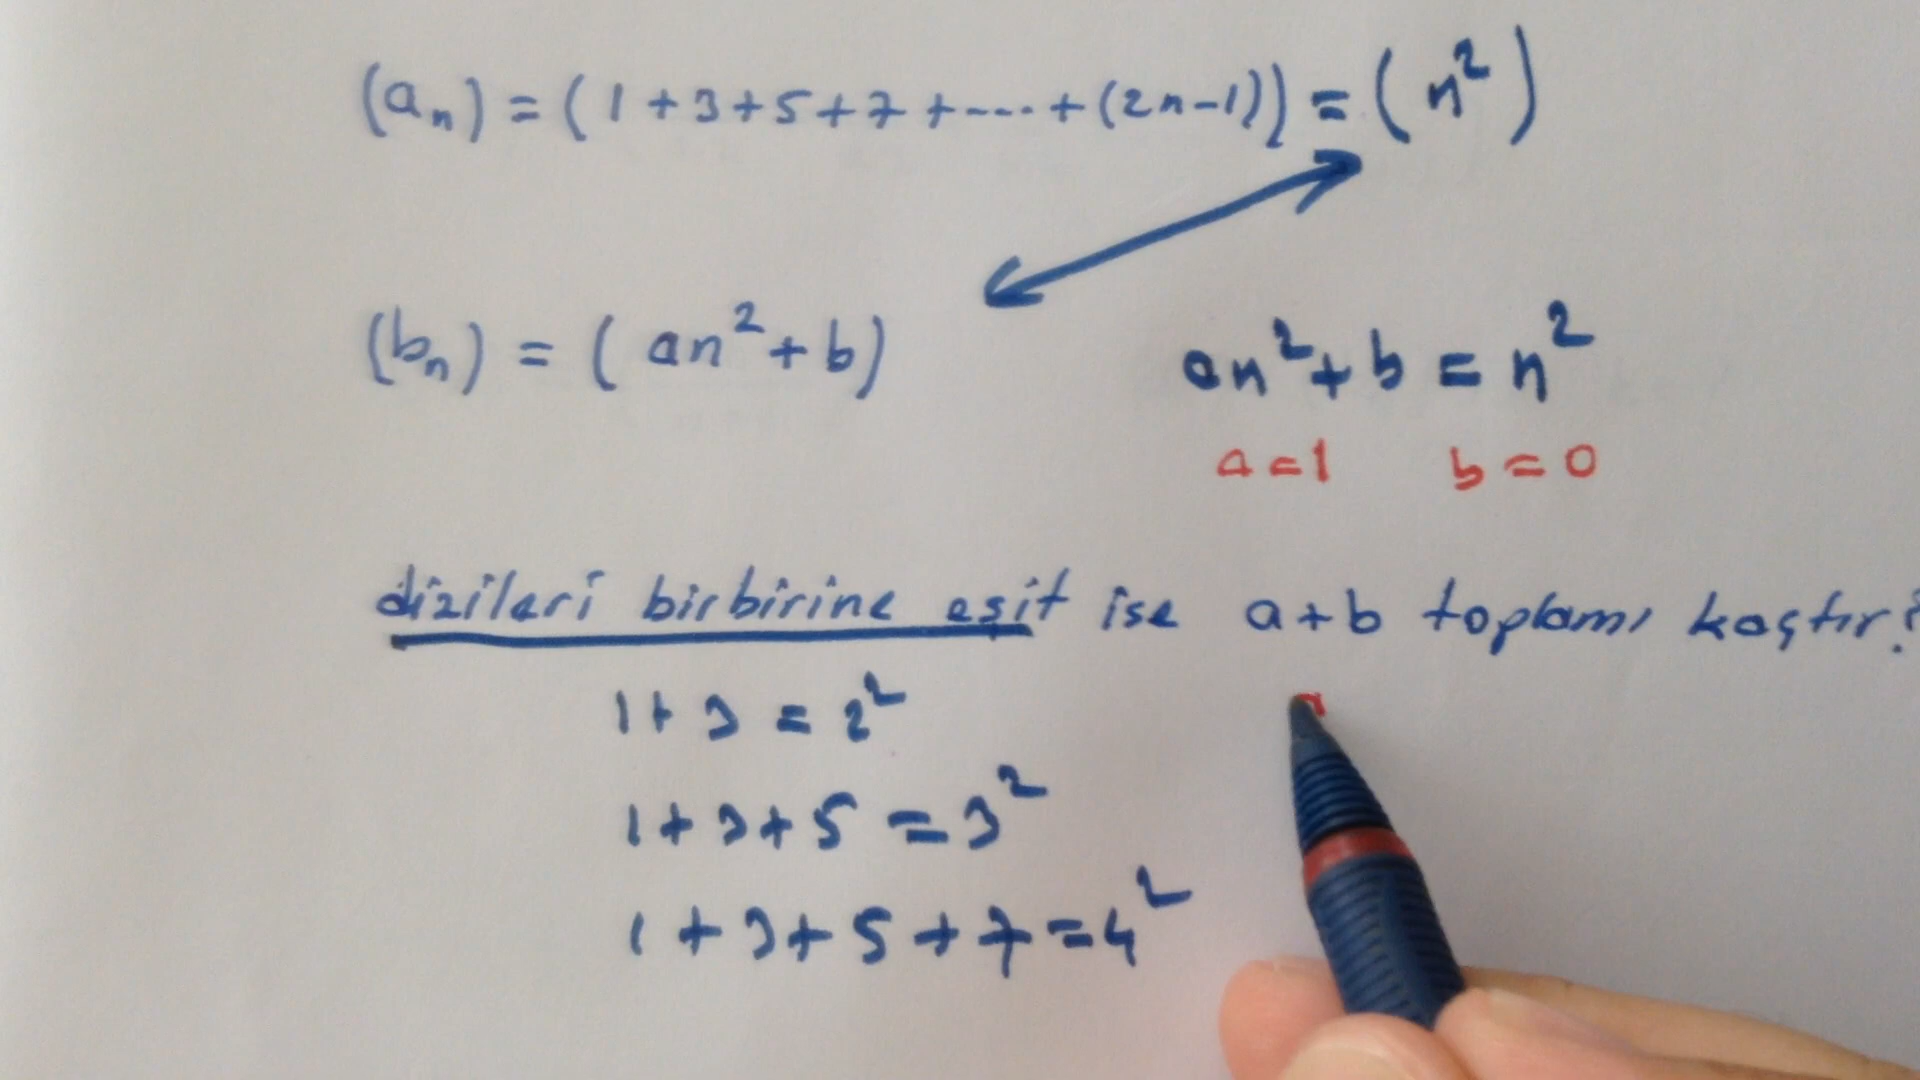 (aₙ) = ( 1 + 3 + 5 + 7 + ---- + (2n-1)) = ( n² )
(bₙ) = ( an² + b)
an² + b = n²
a = 1 b = 0
dizileri birbirine eşit ise a + b toplamı kaçtır?
1 + 3 = 2²
1 + 3 + 5 = 3²
1 + 3 + 5 + 7 = 4²